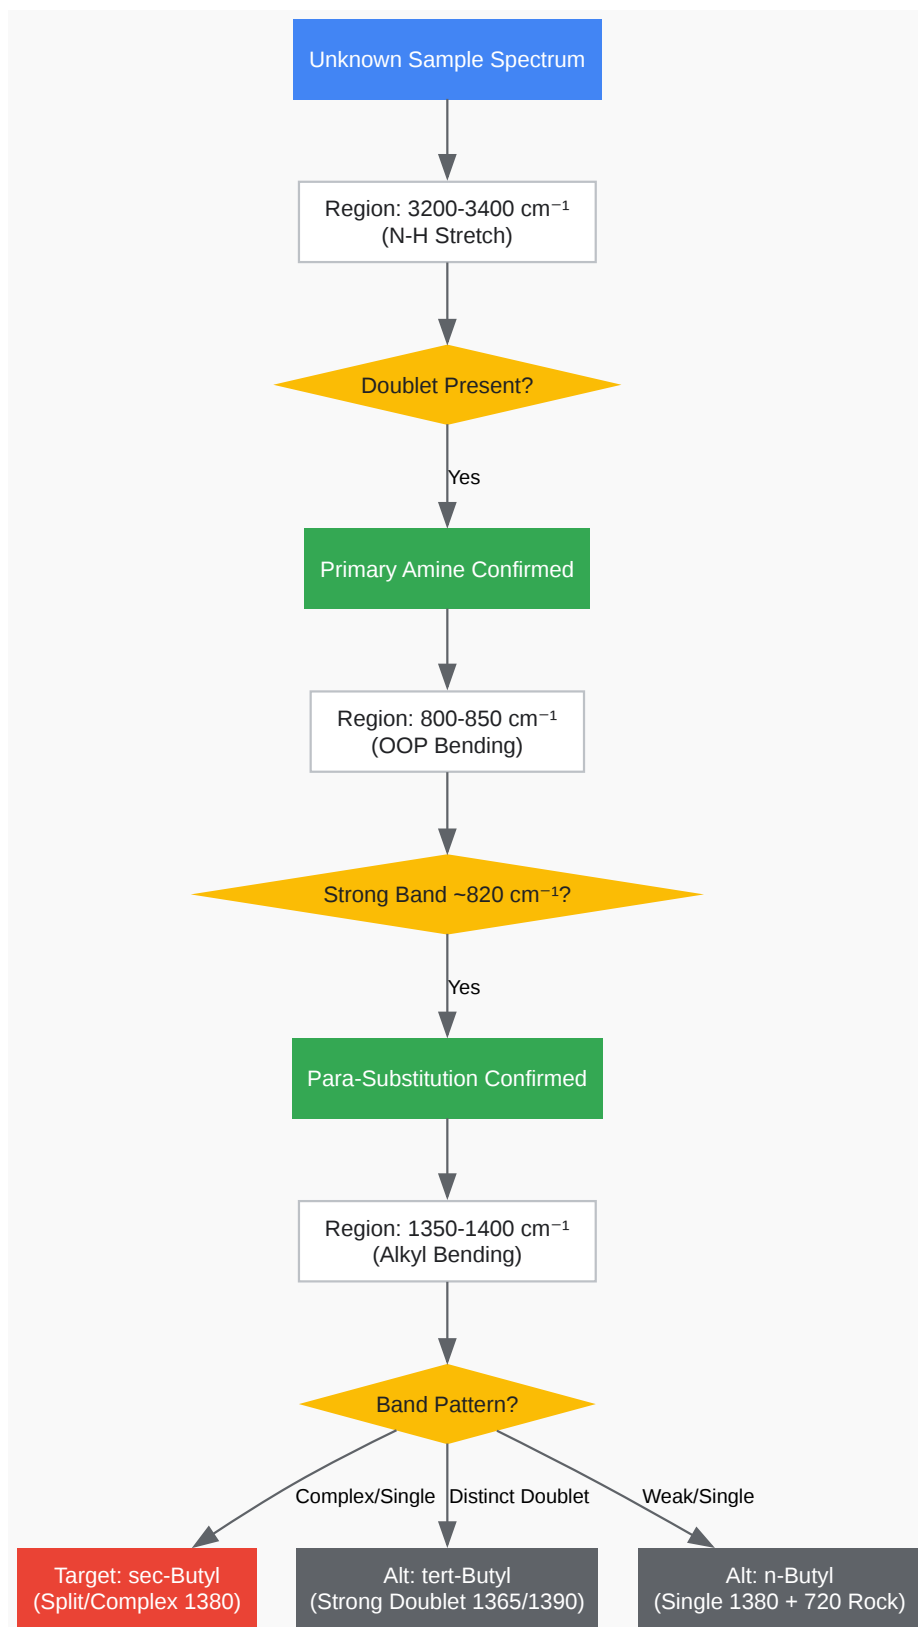 Unknown Sample Spectrum
Region: 3200-3400 cm⁻¹
(N-H Stretch)
Doublet Present?
Yes
Primary Amine Confirmed
Region: 800-850 cm⁻¹
(OOP Bending)
Strong Band ~820 cm⁻¹?
Yes
Para-Substitution Confirmed
Region: 1350-1400 cm⁻¹
(Alkyl Bending)
Band Pattern?
Complex/Single
Distinct Doublet
Weak/Single
Target: sec-Butyl
(Split/Complex 1380)
Alt: tert-Butyl
(Strong Doublet 1365/1390)
Alt: n-Butyl
(Single 1380 + 720 Rock)